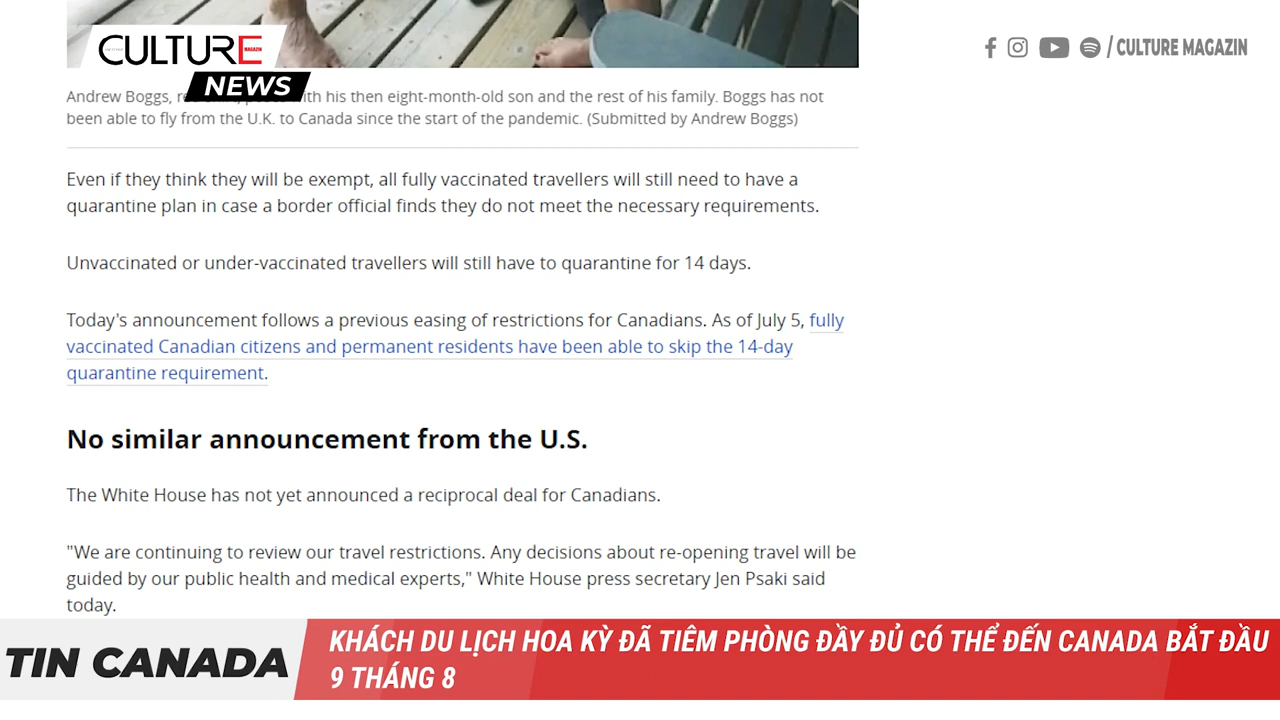 CULTURE
MAGAZIN
NEWS
/ CULTURE MAGAZIN
Andrew Boggs, with his then eight-month-old son and the rest of his family. Boggs has not
been able to fly from the U.K. to Canada since the start of the pandemic. (Submitted by Andrew Boggs)
Even if they think they will be exempt, all fully vaccinated travellers will still need to have a
quarantine plan in case a border official finds they do not meet the necessary requirements.
Unvaccinated or under-vaccinated travellers will still have to quarantine for 14 days.
Today's announcement follows a previous easing of restrictions for Canadians. As of July 5, fully
vaccinated Canadian citizens and permanent residents have been able to skip the 14-day
quarantine requirement.
No similar announcement from the U.S.
The White House has not yet announced a reciprocal deal for Canadians.
"We are continuing to review our travel restrictions. Any decisions about re-opening travel will be
guided by our public health and medical experts," White House press secretary Jen Psaki said
today.
TIN CANADA
KHÁCH DU LỊCH HOA KỲ ĐÃ TIÊM PHÒNG ĐẦY ĐỦ CÓ THỂ ĐẾN CANADA BẮT ĐẦU
9 THÁNG 8